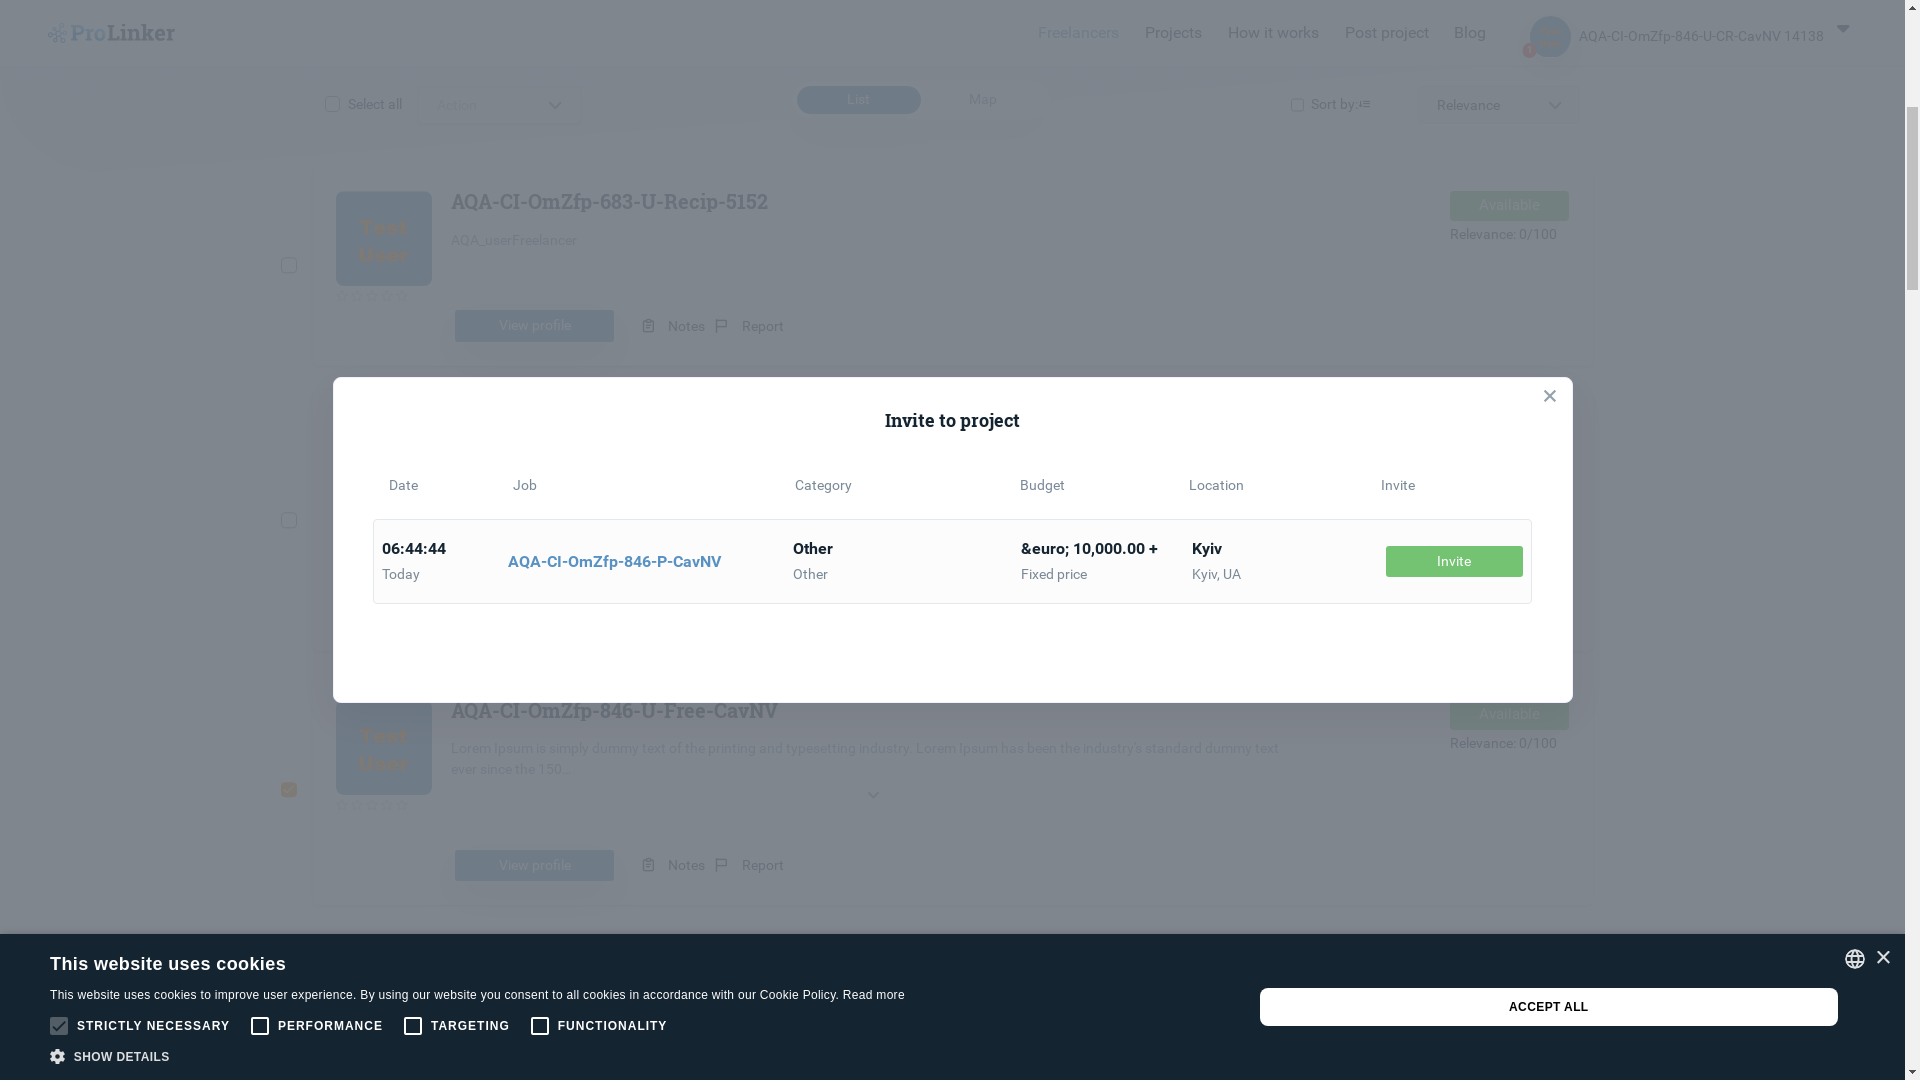 ProLinker
Freelancers Projects How it works Post project Blog
1 AQA-CI-OmZfp-846-U-CR-CavNV 14138
Select all Action List Map Sort by: Relevance
AQA-CI-OmZfp-683-U-Recip-5152
AQA_userFreelancer
Available
Relevance: 0/100
Test
User
View profile Notes Report
Invite to project
Date Job Category Budget Location Invite
06:44:44
Today
AQA-CI-OmZfp-846-P-CavNV
Other
Other
&euro; 10,000.00 +
Fixed price
Kyiv
Kyiv, UA
Invite
AQA-CI-OmZfp-846-U-Free-CavNV
Lorem Ipsum is simply dummy text of the printing and typesetting industry. Lorem Ipsum has been the industry's standard dummy text
ever since the 150..
Available
Relevance: 0/100
Test
User
View profile Notes Report
This website uses cookies
This website uses cookies to improve user experience. By using our website you consent to all cookies in accordance with our Cookie Policy. Read more
STRICTLY NECESSARY PERFORMANCE TARGETING FUNCTIONALITY
SHOW DETAILS
ACCEPT ALL